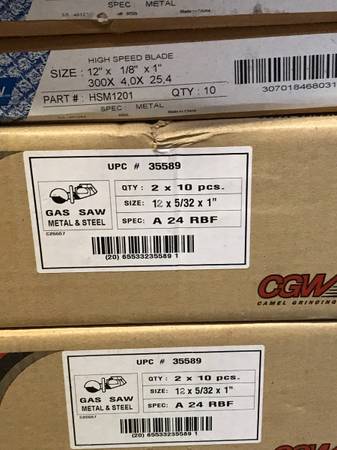 SPEC METAL
HIGH SPEED BLADE
SIZE : 12" x 1/8" x 1"
300X 4,0X 25,4
PART # : HSM1201 QTY : 10
307018468031
SPEC METAL
UPC # 35589
QTY: 2 x 10 pcs.
SIZE: 12 x 5/32 x 1"
SPEC: A 24 RBF
GAS SAW
METAL & STEEL
(20) 65533235589 1
CGW
CAMEL GRINDING
UPC # 35589
QTY: 2 x 10 pcs.
SIZE: 12 x 5/32 x 1"
SPEC: A 24 RBF
GAS SAW
METAL & STEEL
(20) 65533235589 1